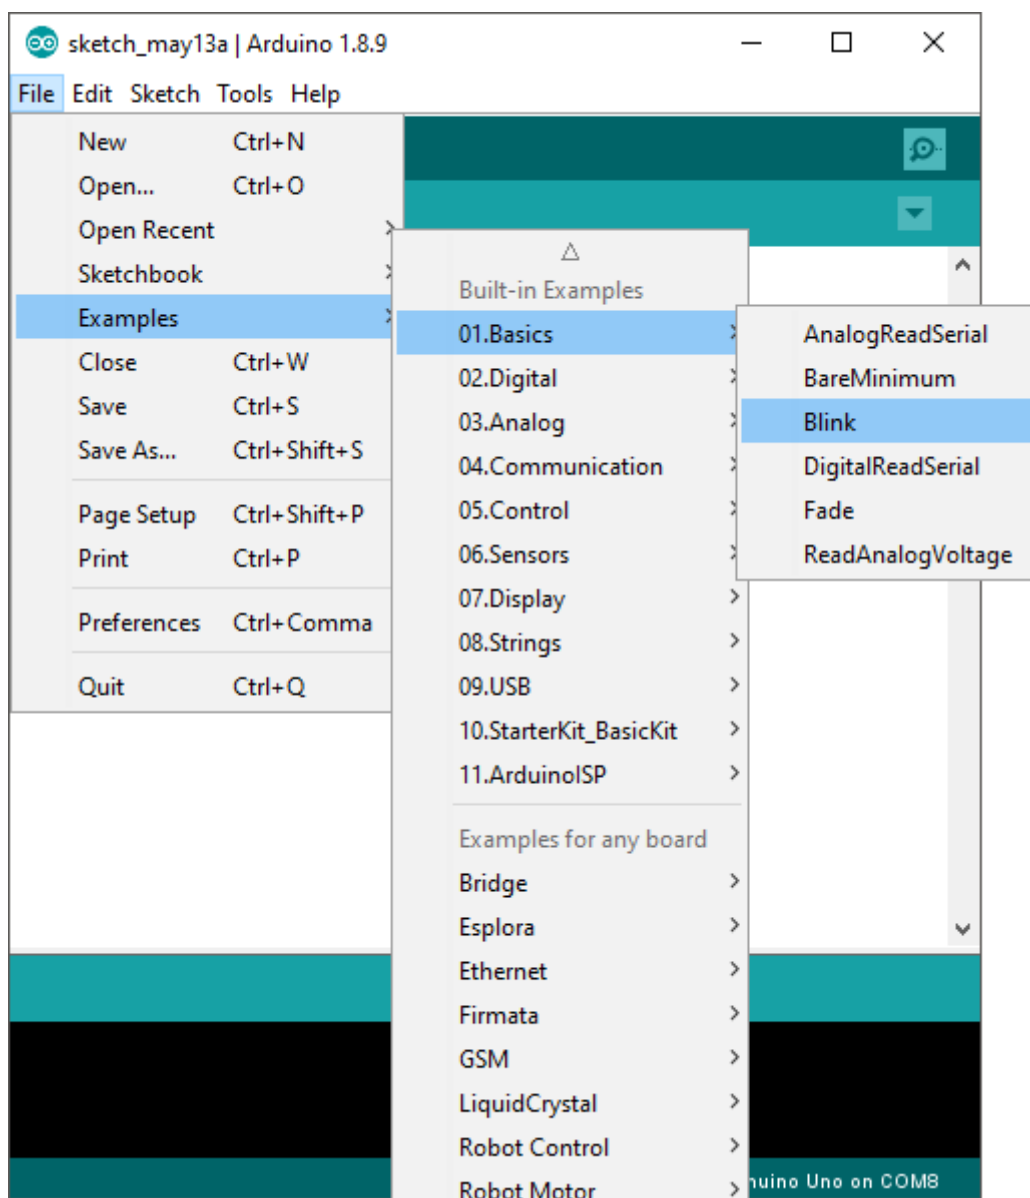 sketch_may13a | Arduino 1.8.9
File Edit Sketch Tools Help
New Ctrl+N
Open... Ctrl+O
Open Recent
Sketchbook
Examples
Close Ctrl+W
Save Ctrl+S
Save As... Ctrl+Shift+S
Page Setup Ctrl+Shift+P
Print Ctrl+P
Preferences Ctrl+Comma
Quit Ctrl+Q
Built-in Examples
01.Basics
02.Digital
03.Analog
04.Communication
05.Control
06.Sensors
07.Display
08.Strings
09.USB
10.StarterKit_BasicKit
11.ArduinoISP
Examples for any board
Bridge
Esplora
Ethernet
Firmata
GSM
LiquidCrystal
Robot Control
Robot Motor
AnalogReadSerial
BareMinimum
Blink
DigitalReadSerial
Fade
ReadAnalogVoltage
Uno on COM8